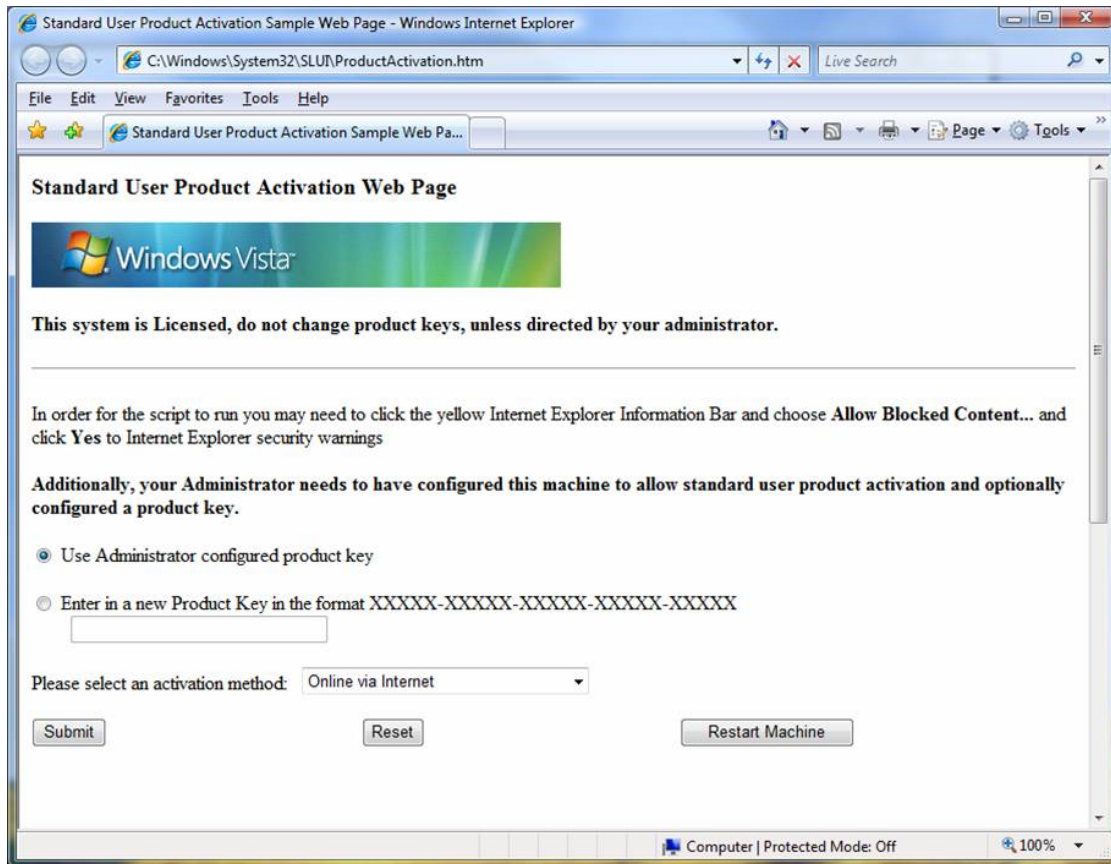 Standard User Product Activation Sample Web Page - Windows Internet Explorer
C:\Windows\System32\SLUI\ProductActivation.htm
Live Search
File Edit View Favorites Tools Help
Standard User Product Activation Sample Web Pa...
Page Tools
Standard User Product Activation Web Page
Windows Vista
This system is Licensed, do not change product keys, unless directed by your administrator.
In order for the script to run you may need to click the yellow Internet Explorer Information Bar and choose Allow Blocked Content... and
click Yes to Internet Explorer security warnings
Additionally, your Administrator needs to have configured this machine to allow standard user product activation and optionally
configured a product key.
Use Administrator configured product key
Enter in a new Product Key in the format XXXXX-XXXXX-XXXXX-XXXXX-XXXXX
Please select an activation method: Online via Internet
Submit Reset Restart Machine
Computer | Protected Mode: Off 100%